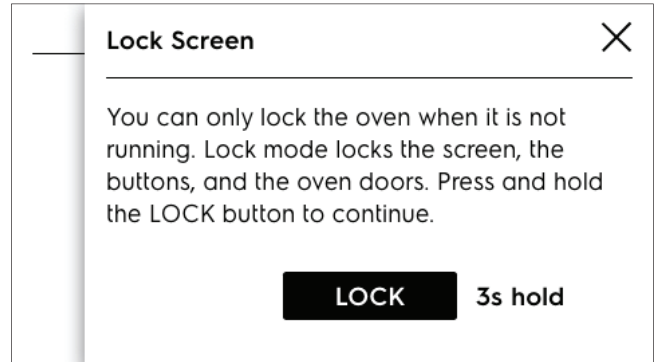 Lock Screen
You can only lock the oven when it is not
running. Lock mode locks the screen, the
buttons, and the oven doors. Press and hold
the LOCK button to continue.
LOCK 3s hold